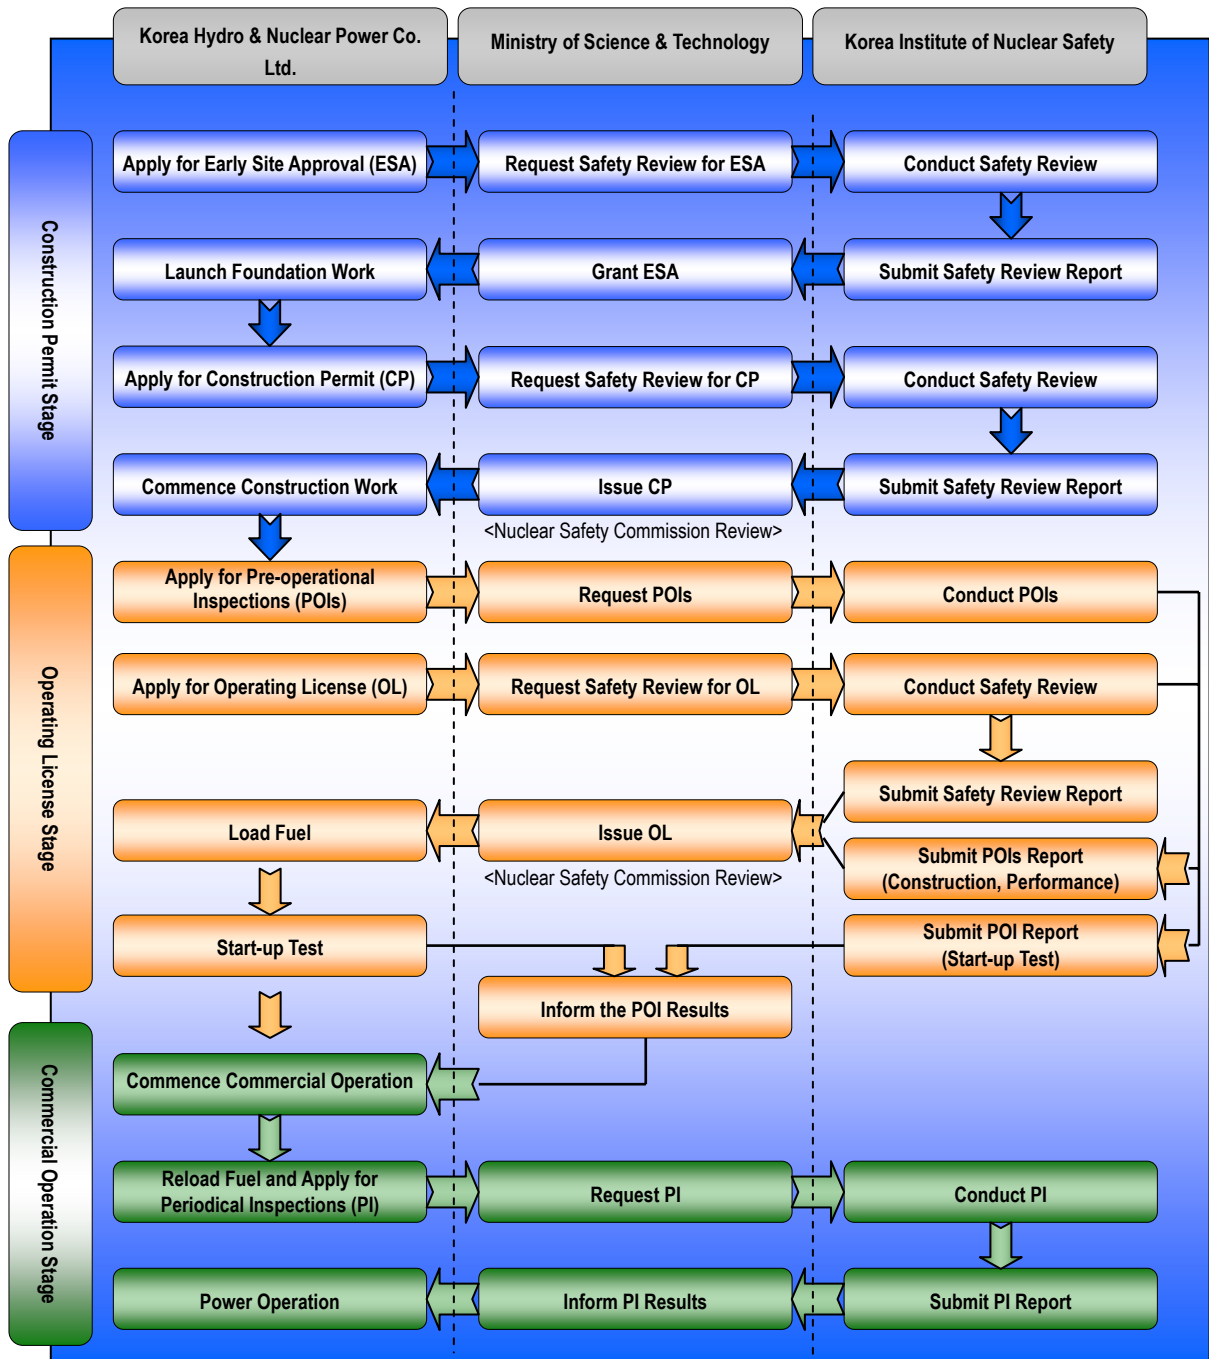 Korea Hydro & Nuclear Power Co.
Ltd.
Ministry of Science & Technology
Korea Institute of Nuclear Safety
Construction Permit Stage
Apply for Early Site Approval (ESA)
Request Safety Review for ESA
Conduct Safety Review
Launch Foundation Work
Grant ESA
Submit Safety Review Report
Apply for Construction Permit (CP)
Request Safety Review for CP
Conduct Safety Review
Commence Construction Work
Issue CP
Submit Safety Review Report
<Nuclear Safety Commission Review>
Operating License Stage
Apply for Pre-operational
Inspections (POIs)
Request POIs
Conduct POIs
Apply for Operating License (OL)
Request Safety Review for OL
Conduct Safety Review
Submit Safety Review Report
Load Fuel
Issue OL
Submit POIs Report
(Construction, Performance)
<Nuclear Safety Commission Review>
Start-up Test
Submit POI Report
(Start-up Test)
Inform the POI Results
Commercial Operation Stage
Commence Commercial Operation
Reload Fuel and Apply for
Periodical Inspections (PI)
Request PI
Conduct PI
Power Operation
Inform PI Results
Submit PI Report